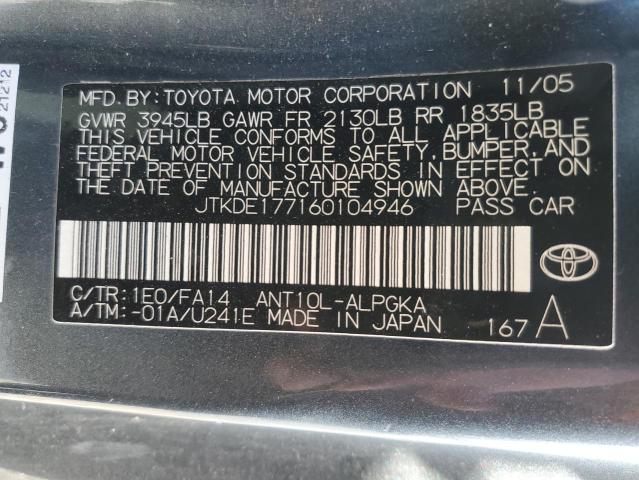 MFD. BY: TOYOTA MOTOR CORPORATION 11/05
GVWR 3945LB GAWR FR 2130LB RR 1835LB
THIS VEHICLE CONFORMS TO ALL APPLICABLE
FEDERAL MOTOR VEHICLE SAFETY, BUMPER, AND
THEFT PREVENTION STANDARDS IN EFFECT ON
THE DATE OF MANUFACTURE SHOWN ABOVE.
JTKDE177160104946 PASS CAR
C/TR: 1E0/FA14 ANT10L-ALPGKA
A/TM: -01A/U241E MADE IN JAPAN
167 A
21212